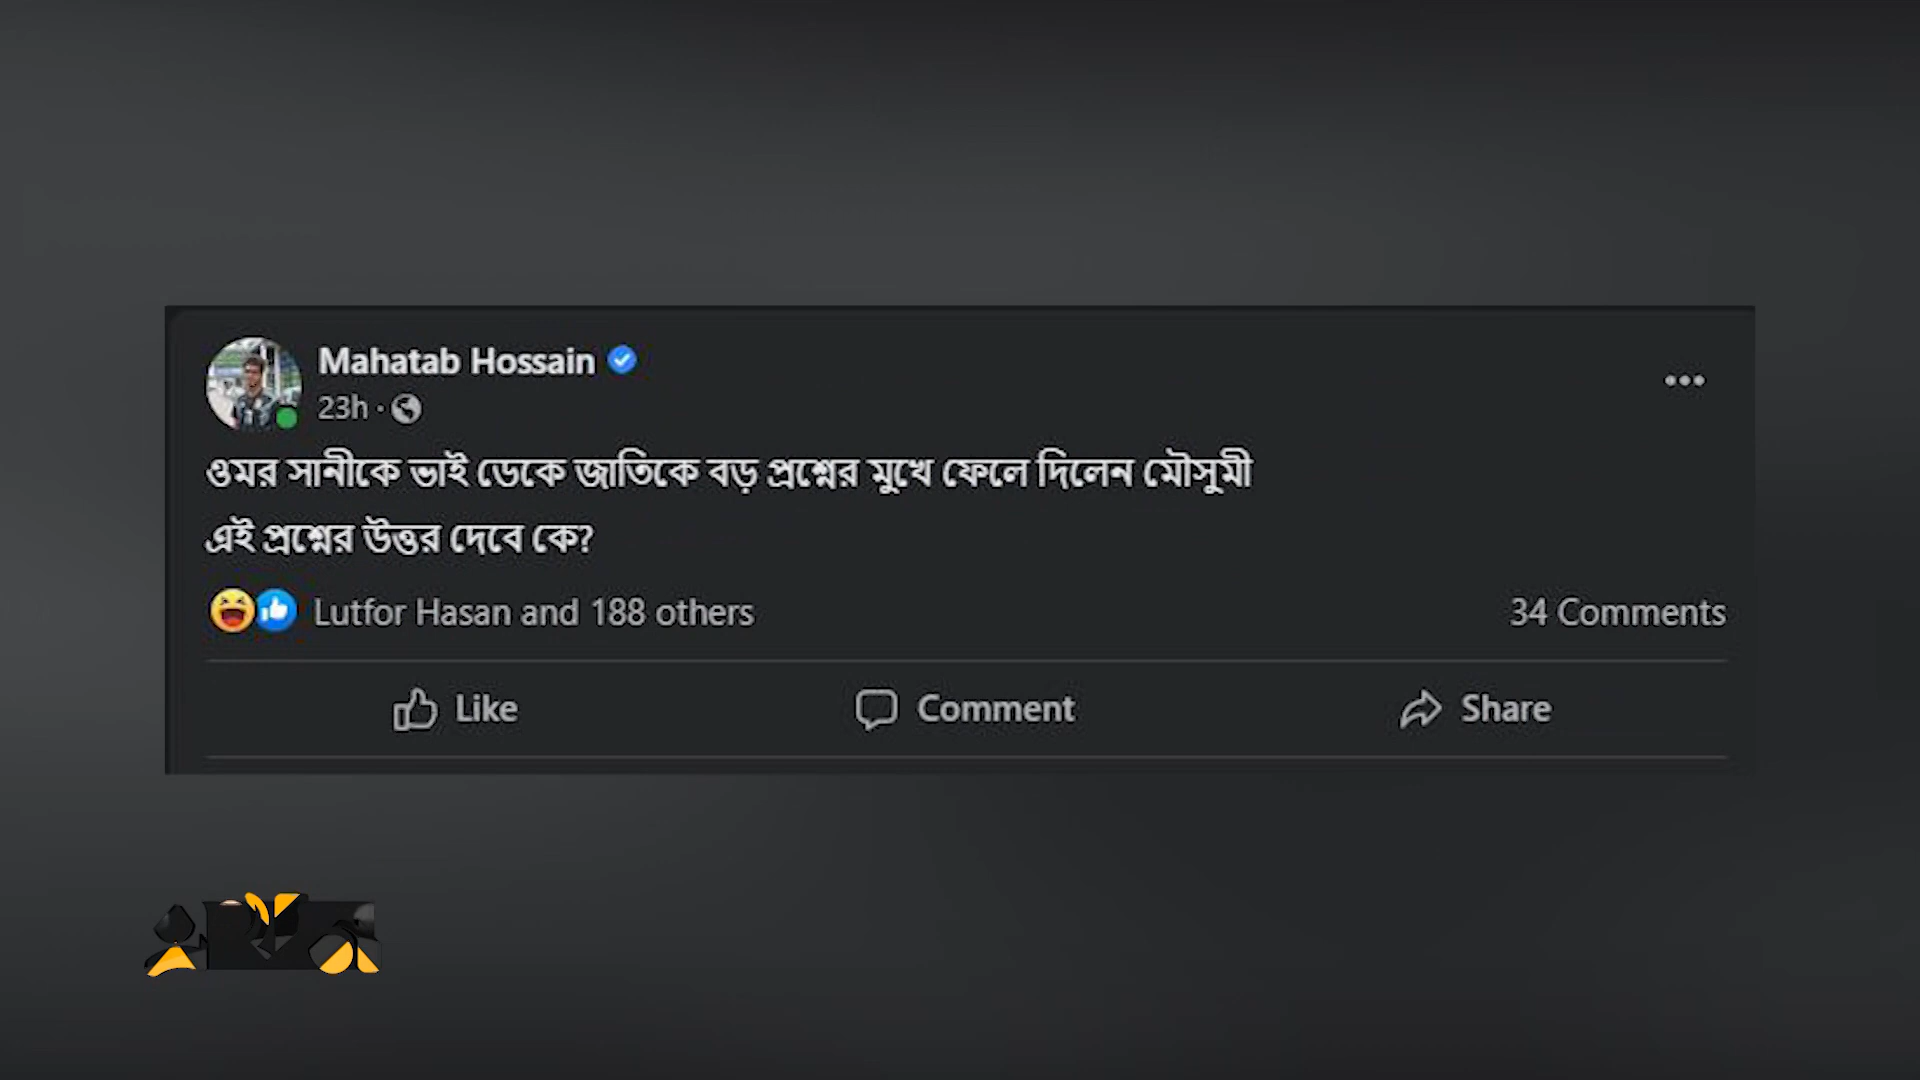 Mahatab Hossain
23h ·
ওমর সানীকে ভাই ডেকে জাতিকে বড় প্রশ্নের মুখে ফেলে দিলেন মৌসুমী
এই প্রশ্নের উত্তর দেবে কে?
Lutfor Hasan and 188 others
34 Comments
Like
Comment
Share